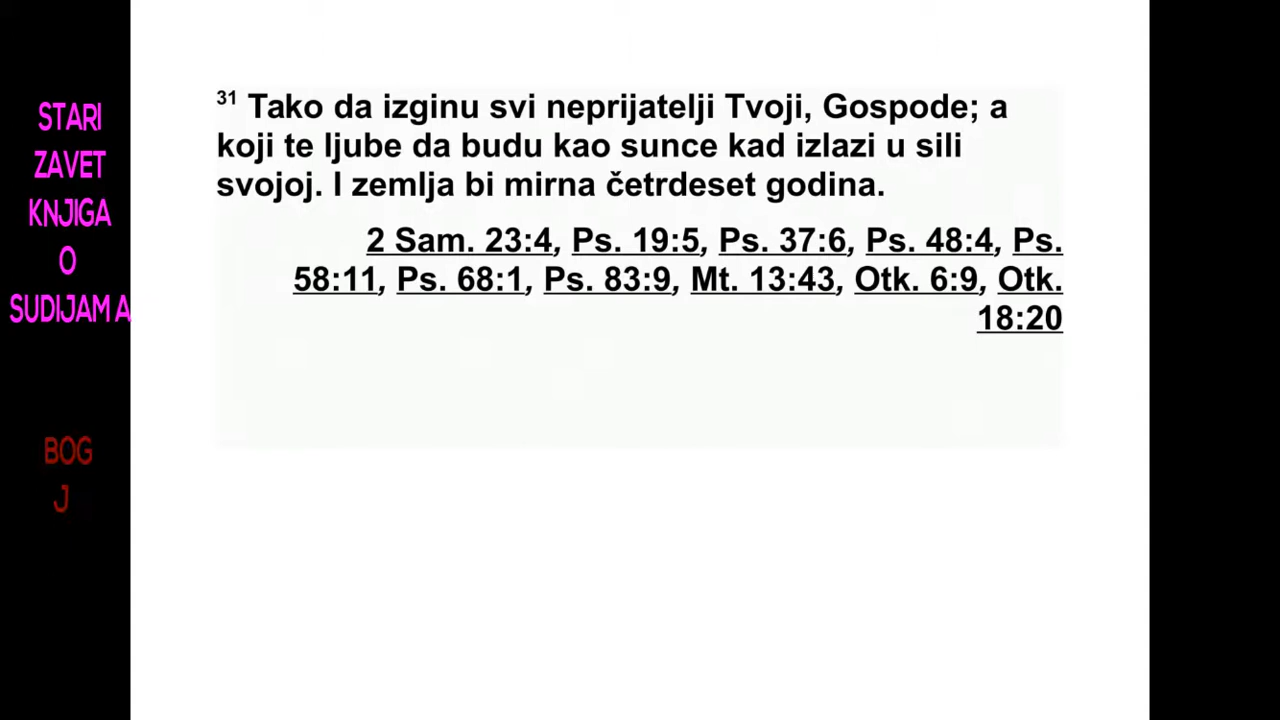 STARI
ZAVET
KNJIGA
O
SUDIJAMA
BOG
J
31 Tako da izginu svi neprijatelji Tvoji, Gospode; a
koji te ljube da budu kao sunce kad izlazi u sili
svojoj. I zemlja bi mirna četrdeset godina.
2 Sam. 23:4, Ps. 19:5, Ps. 37:6, Ps. 48:4, Ps.
58:11, Ps. 68:1, Ps. 83:9, Mt. 13:43, Otk. 6:9, Otk.
18:20